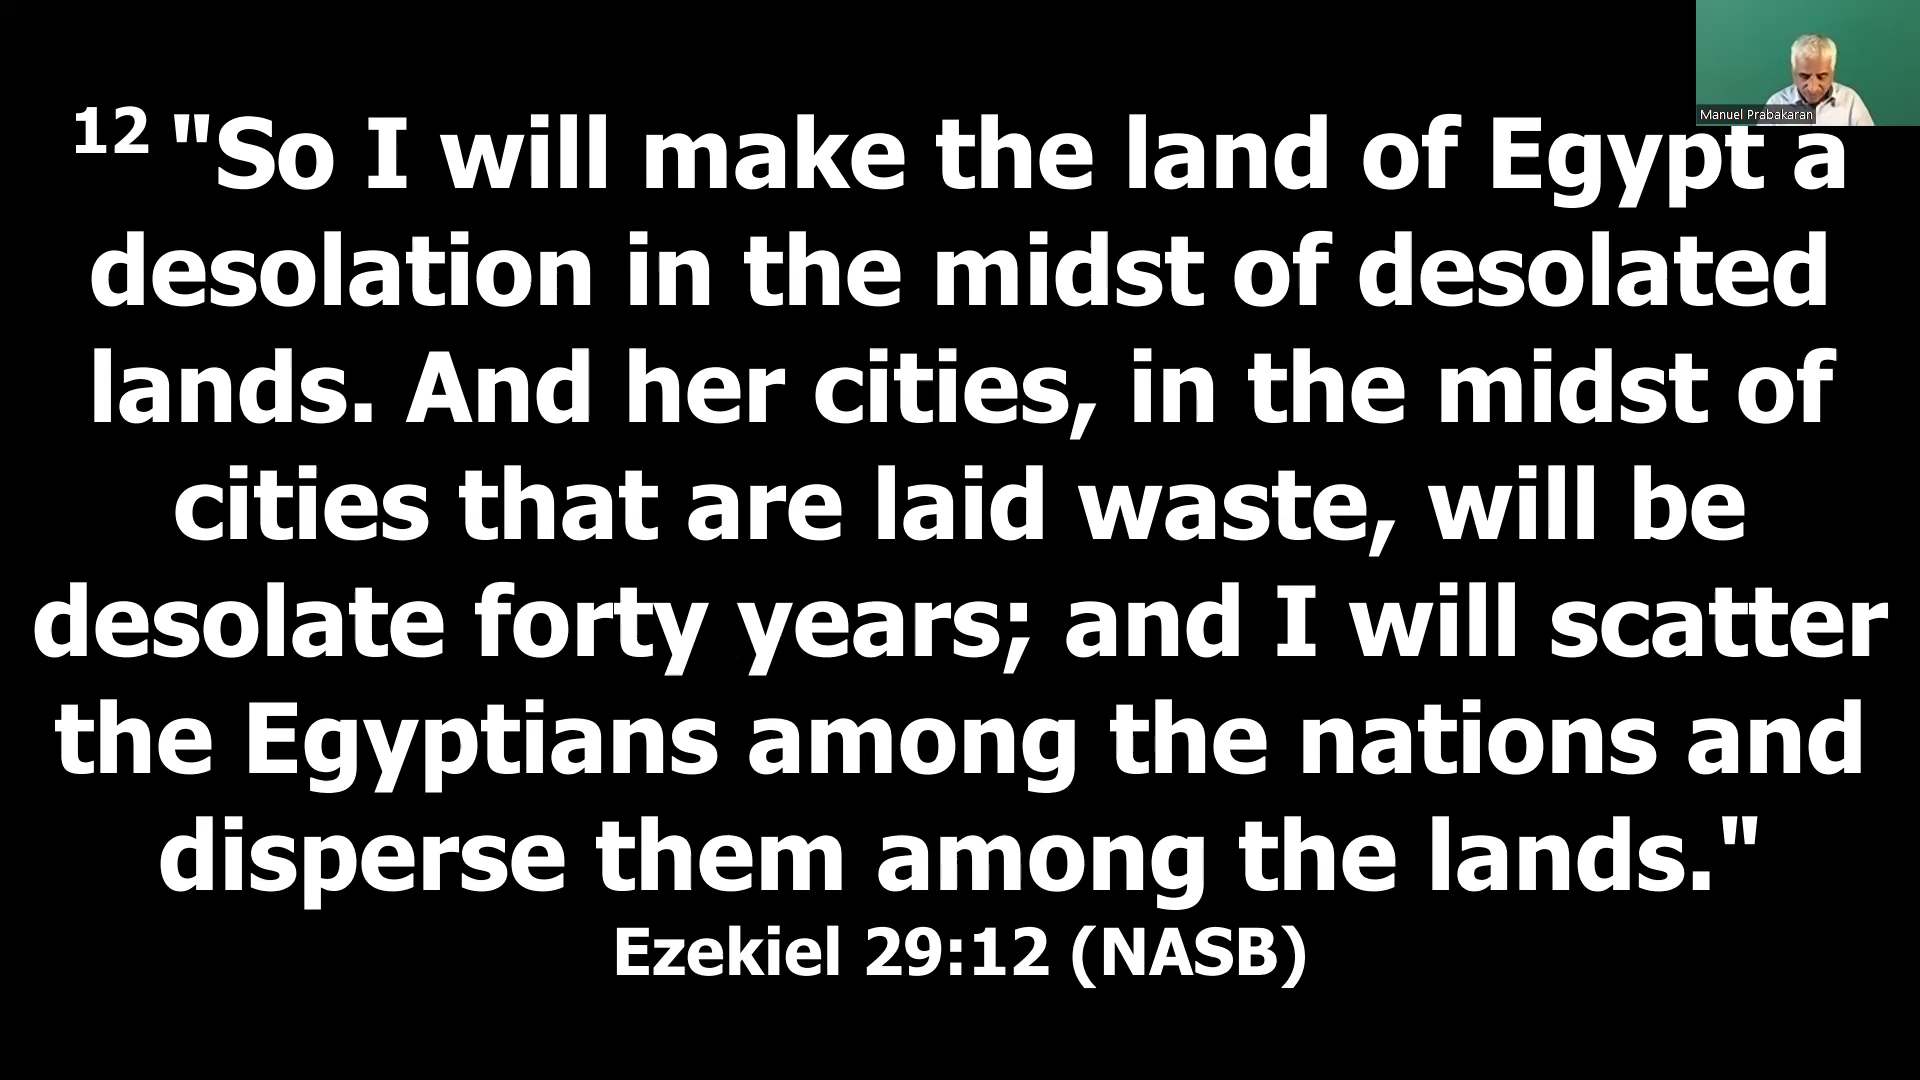 Manuel Prabakaran
12 "So I will make the land of Egypt a
desolation in the midst of desolated
lands. And her cities, in the midst of
cities that are laid waste, will be
desolate forty years; and I will scatter
the Egyptians among the nations and
disperse them among the lands."
Ezekiel 29:12 (NASB)